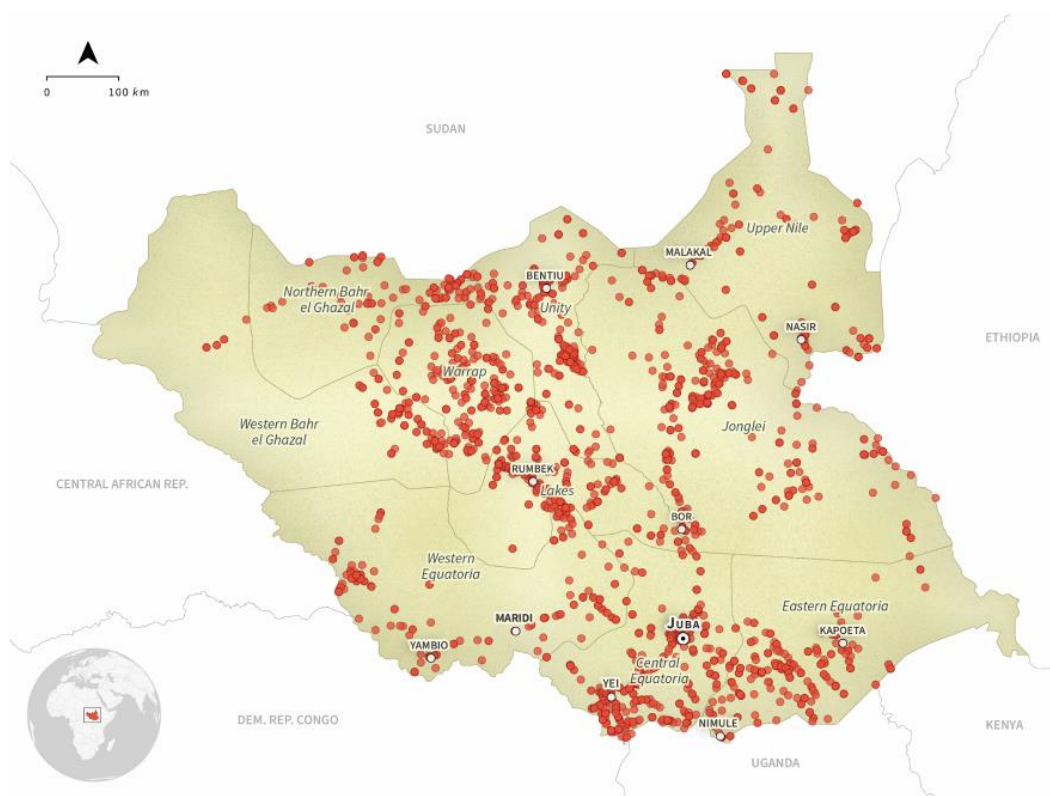 0 100 km
SUDAN
Upper Nile
MALAKAL
BENTIU
Northern Bahr
el Ghazal
Unity
NASIR
ETHIOPIA
Warrap
Western Bahr
el Ghazal
Jonglei
RUMBEK
CENTRAL AFRICAN REP.
Lakes
BOR
Western
Equatoria
Eastern Equatoria
MARIDI
JUBA
KAPOETA
YAMBIO
Central
Equatoria
YEI
DEM. REP. CONGO
NIMULE
KENYA
UGANDA